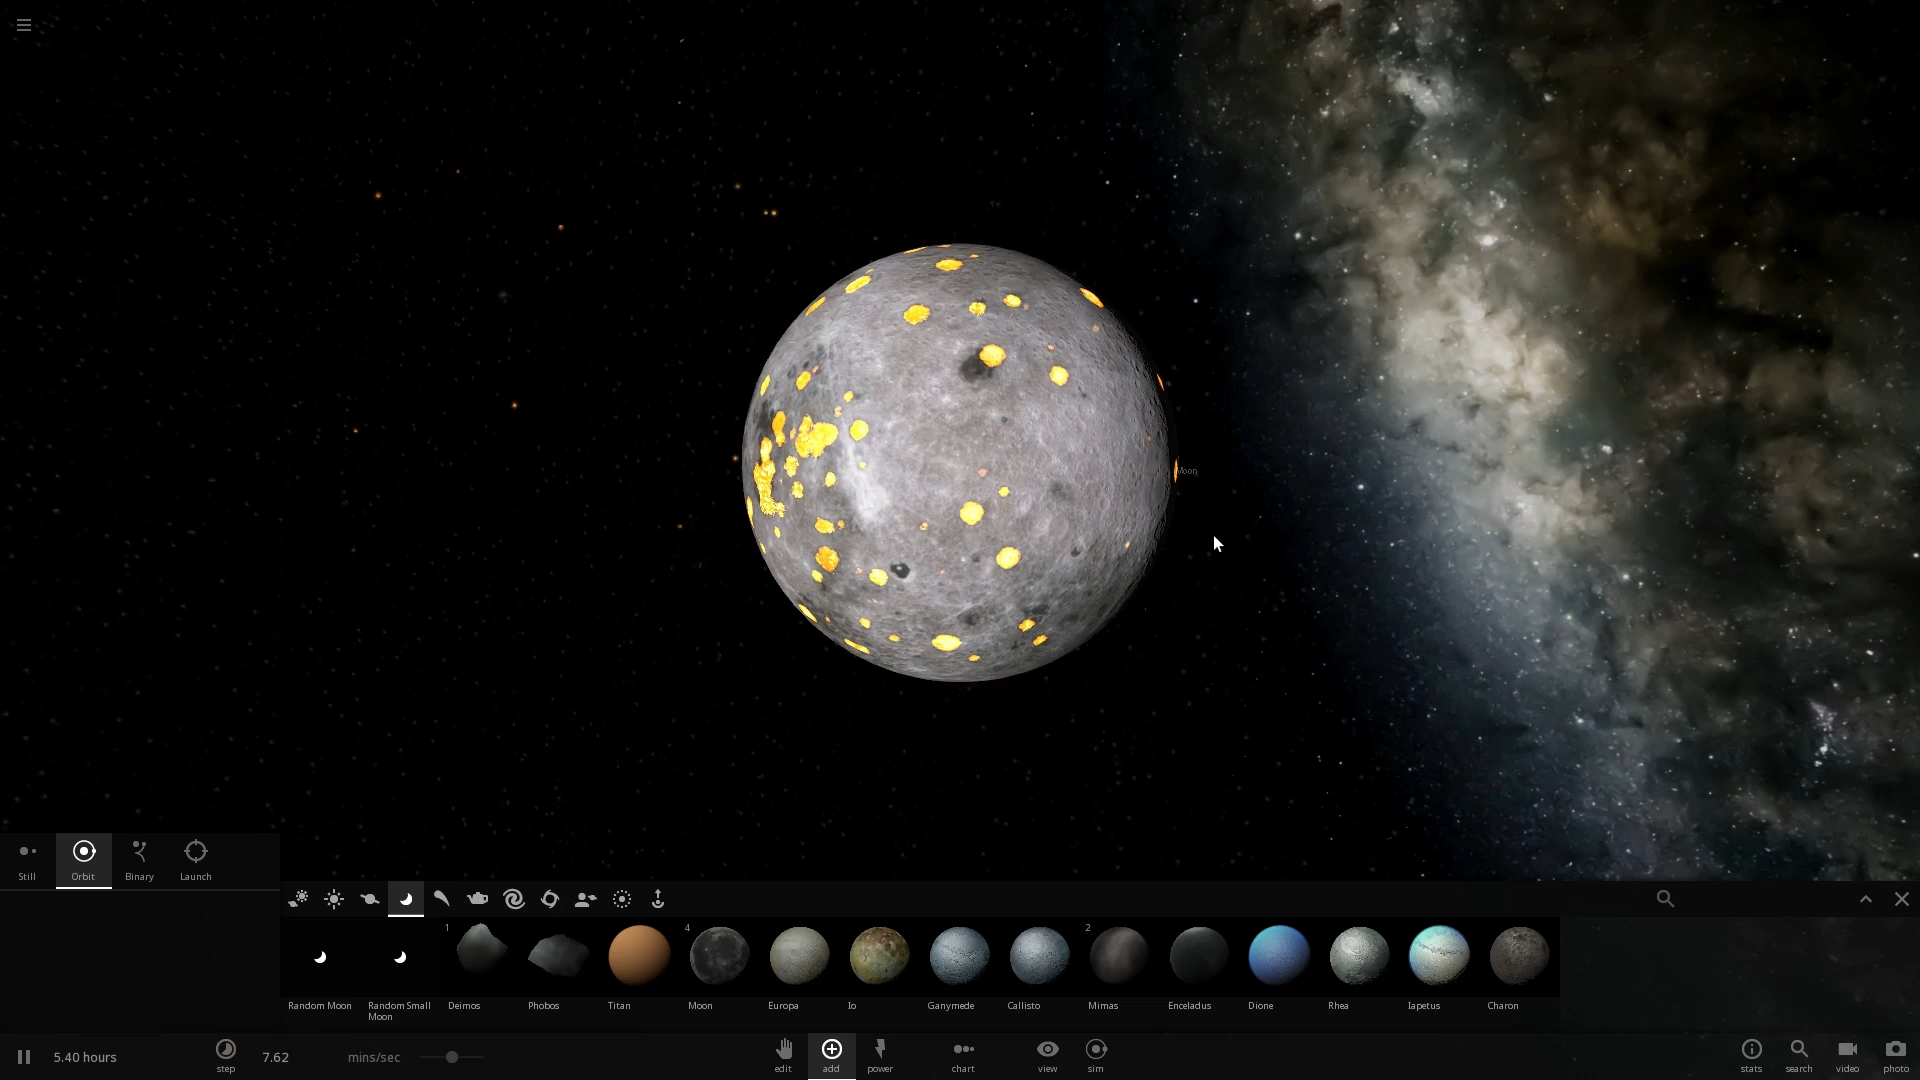 Moon
Still
Orbit
Binary
Launch
1
4
2
Random Moon
Random Small
Moon
Deimos
Phobos
Titan
Moon
Europa
Io
Ganymede
Callisto
Mimas
Enceladus
Dione
Rhea
Iapetus
Charon
5.40 hours
step
7.62
mins/sec
edit
add
power
chart
view
sim
stats
search
video
photo